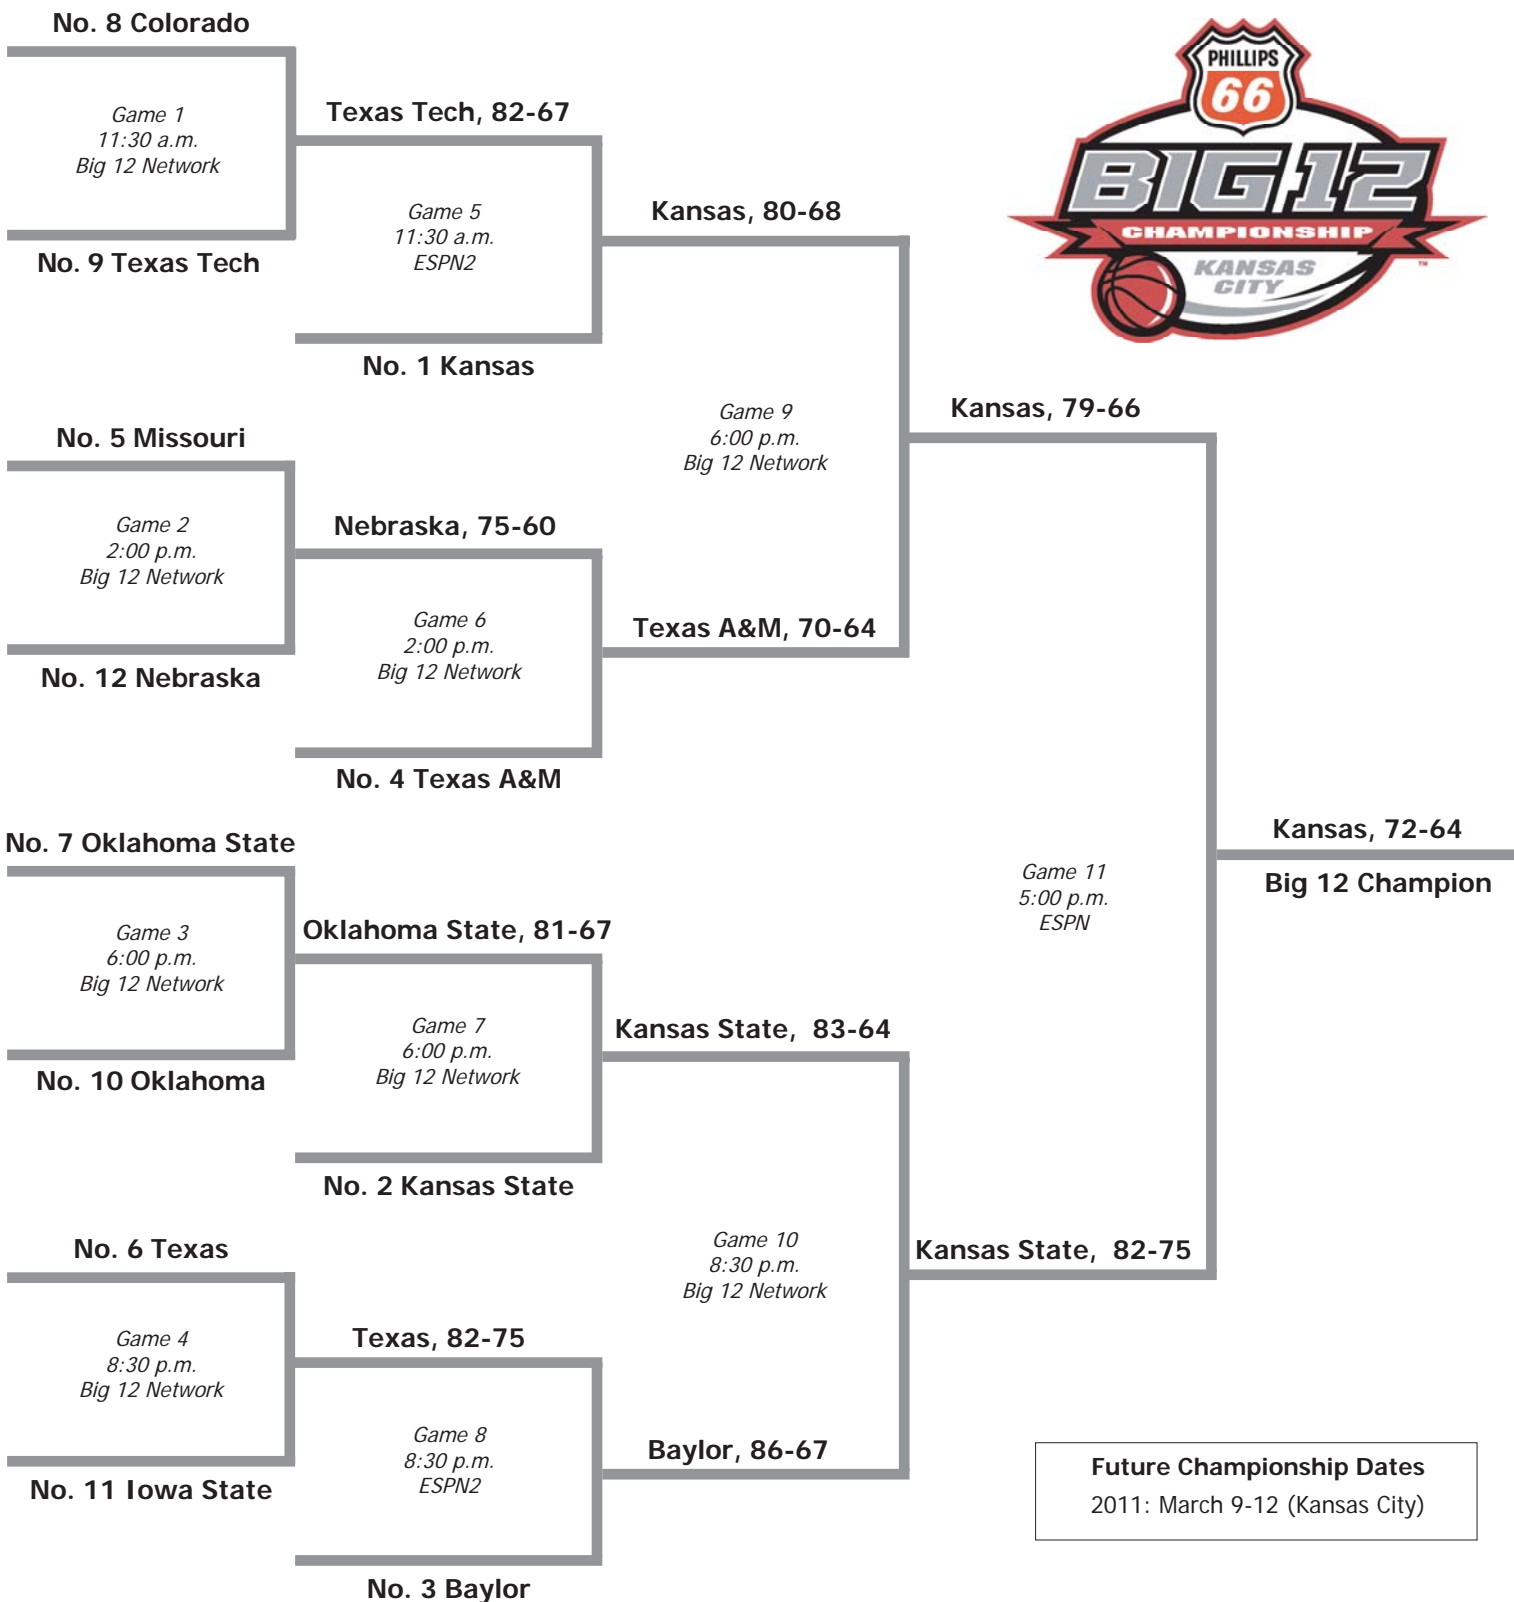 No. 8 Colorado
Game 1
11:30 a.m.
Big 12 Network
No. 9 Texas Tech
Texas Tech, 82-67
Game 5
11:30 a.m.
ESPN2
No. 1 Kansas
Kansas, 80-68
No. 5 Missouri
Game 2
2:00 p.m.
Big 12 Network
No. 12 Nebraska
Nebraska, 75-60
Game 6
2:00 p.m.
Big 12 Network
No. 4 Texas A&M
Texas A&M, 70-64
Game 9
6:00 p.m.
Big 12 Network
Kansas, 79-66
No. 7 Oklahoma State
Game 3
6:00 p.m.
Big 12 Network
No. 10 Oklahoma
Oklahoma State, 81-67
Game 7
6:00 p.m.
Big 12 Network
No. 2 Kansas State
Kansas State, 83-64
No. 6 Texas
Game 4
8:30 p.m.
Big 12 Network
No. 11 Iowa State
Texas, 82-75
Game 8
8:30 p.m.
ESPN2
No. 3 Baylor
Baylor, 86-67
Game 10
8:30 p.m.
Big 12 Network
Kansas State, 82-75
Game 11
5:00 p.m.
ESPN
Kansas, 72-64
Big 12 Champion
PHILLIPS
66
BIG 12
CHAMPIONSHIP
KANSAS
CITY
TM
Future Championship Dates
2011: March 9-12 (Kansas City)